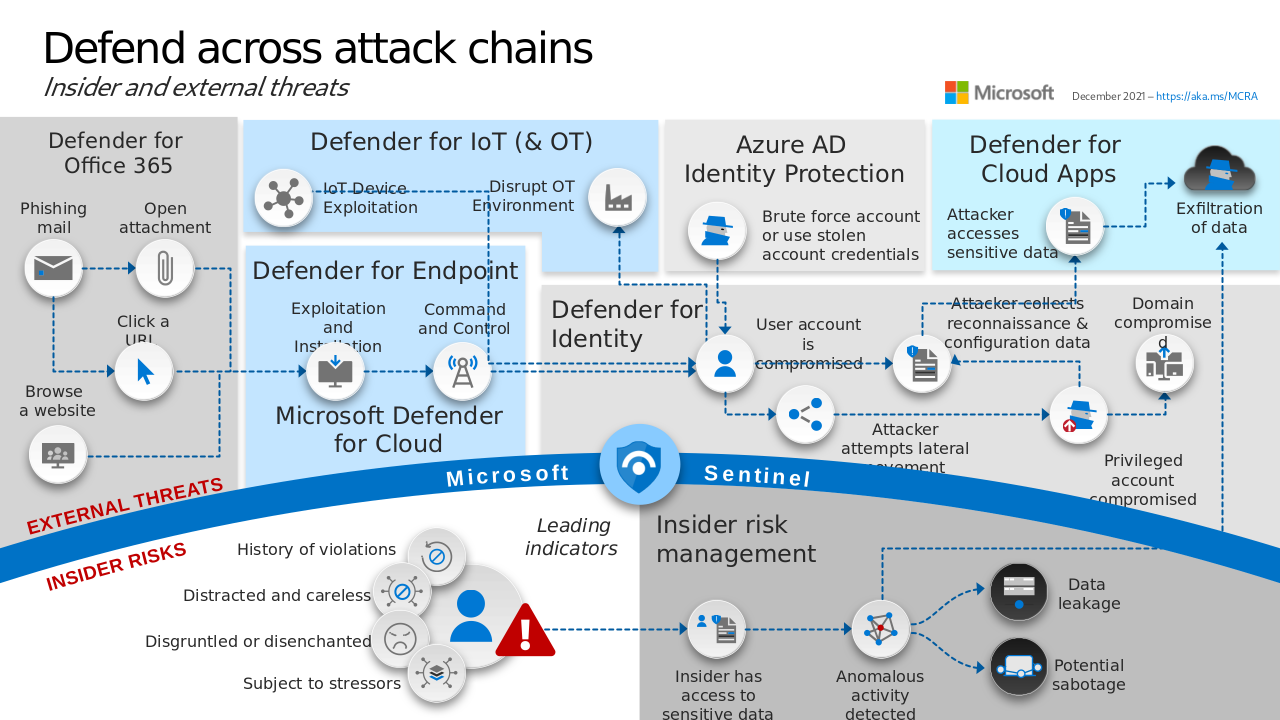 Defend across attack chains
Insider and external threats
Microsoft
December 2021 – https://aka.ms/MCRA
Defender for
Office 365
Phishing
mail
Open
attachment
Click a
URL
Browse
a website
Defender for IoT (& OT)
IoT Device
Exploitation
Disrupt OT
Environment
Defender for Endpoint
Exploitation
and
Installation
Command
and Control
Microsoft Defender
for Cloud
Azure AD
Identity Protection
Brute force account
or use stolen
account credentials
Defender for
Cloud Apps
Attacker
accesses
sensitive data
Exfiltration
of data
Defender for
Identity
User account
is
compromised
Attacker collects
reconnaissance &
configuration data
Domain
compromise
d
Attacker
attempts lateral
movement
Privileged
account
compromised
Microsoft
Sentinel
EXTERNAL THREATS
INSIDER RISKS
Leading
indicators
History of violations
Distracted and careless
Disgruntled or disenchanted
Subject to stressors
Insider risk
management
Insider has
access to
sensitive data
Anomalous
activity
detected
Data
leakage
Potential
sabotage